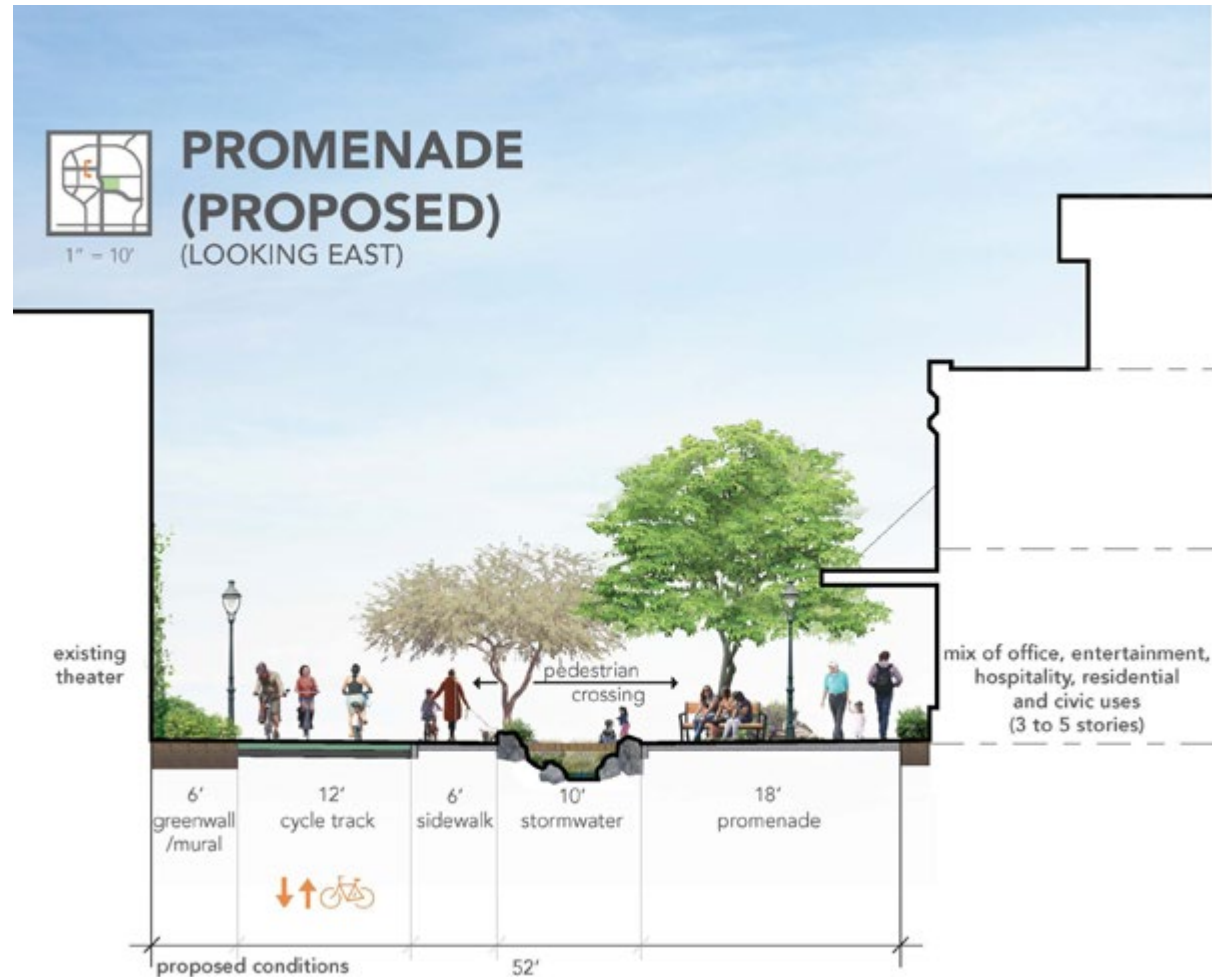 PROMENADE
(PROPOSED)
1" = 10'
(LOOKING EAST)
existing
theater
pedestrian
crossing
mix of office, entertainment,
hospitality, residential
and civic uses
(3 to 5 stories)
6'
greenwall
/mural
12'
cycle track
6'
sidewalk
10'
stormwater
18'
promenade
proposed conditions
52'